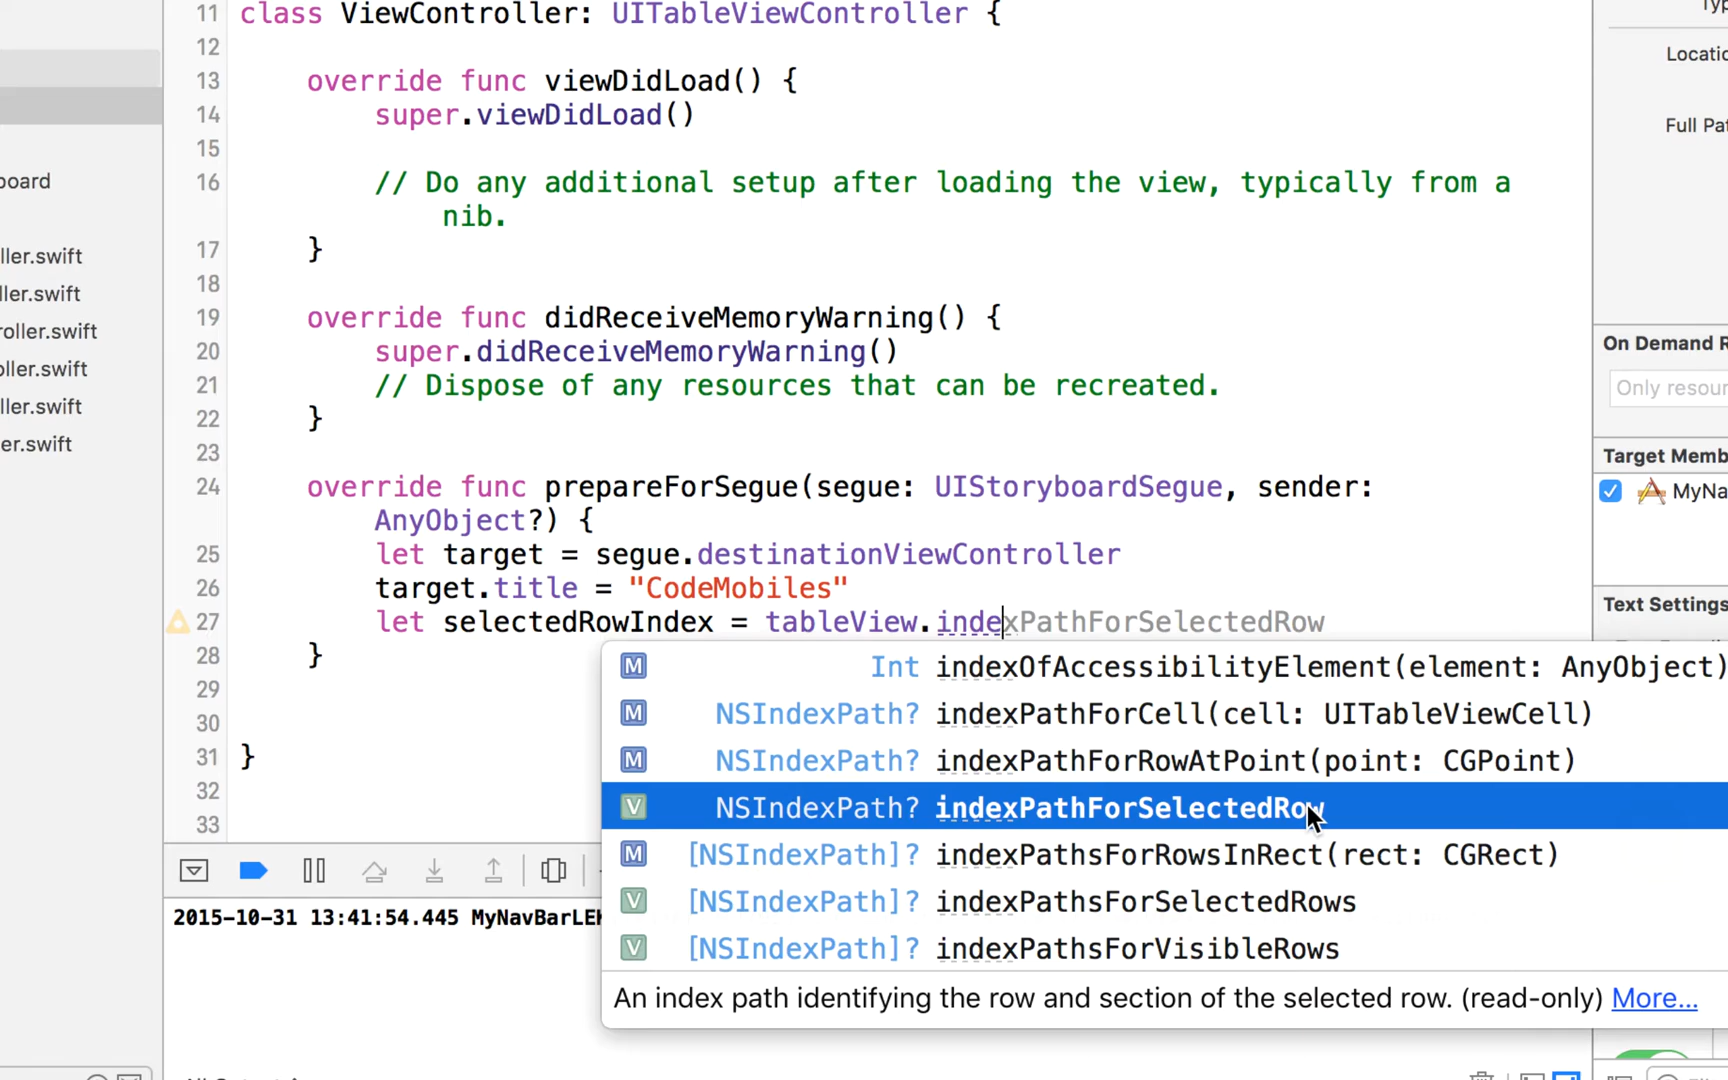 11 class ViewController: UITableViewController {
12
13 override func viewDidLoad() {
14 super.viewDidLoad()
15
16 // Do any additional setup after loading the view, typically from a
nib.
17 }
18
19 override func didReceiveMemoryWarning() {
20 super.didReceiveMemoryWarning()
21 // Dispose of any resources that can be recreated.
22 }
23
24 override func prepareForSegue(segue: UIStoryboardSegue, sender:
AnyObject?) {
25 let target = segue.destinationViewController
26 target.title = "CodeMobiles"
27 let selectedRowIndex = tableView.indexPathForSelectedRow
28 }
29
30
31 }
32
33
M Int indexOfAccessibilityElement(element: AnyObject)
M NSIndexPath? indexPathForCell(cell: UITableViewCell)
M NSIndexPath? indexPathForRowAtPoint(point: CGPoint)
V NSIndexPath? indexPathForSelectedRow
M [NSIndexPath]? indexPathsForRowsInRect(rect: CGRect)
V [NSIndexPath]? indexPathsForSelectedRows
V [NSIndexPath]? indexPathsForVisibleRows
An index path identifying the row and section of the selected row. (read-only) More...
2015-10-31 13:41:54.445 MyNavBarLEK
board
ller.swift
ller.swift
roller.swift
oller.swift
ller.swift
er.swift
Typ
Locatio
Full Pat
On Demand R
Only resour
Target Memb
MyNa
Text Settings